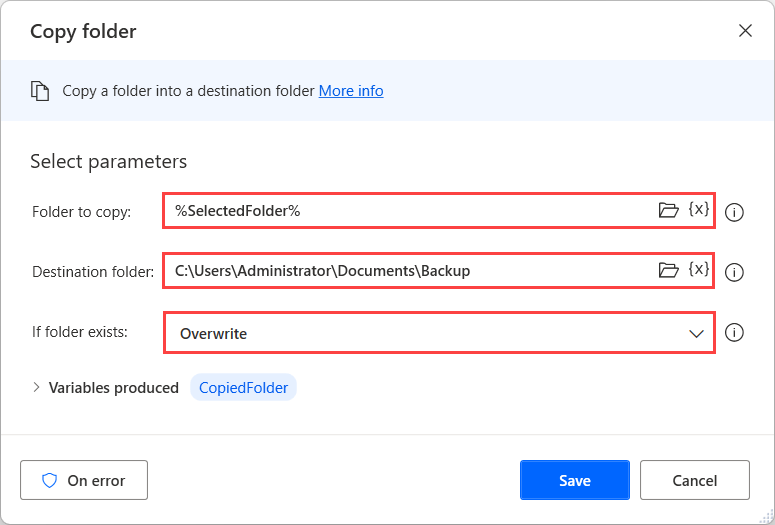 Copy folder
Copy a folder into a destination folder More info
Select parameters
Folder to copy: %SelectedFolder% {x}
Destination folder: C:\Users\Administrator\Documents\Backup {x}
If folder exists: Overwrite
Variables produced CopiedFolder
On error Save Cancel